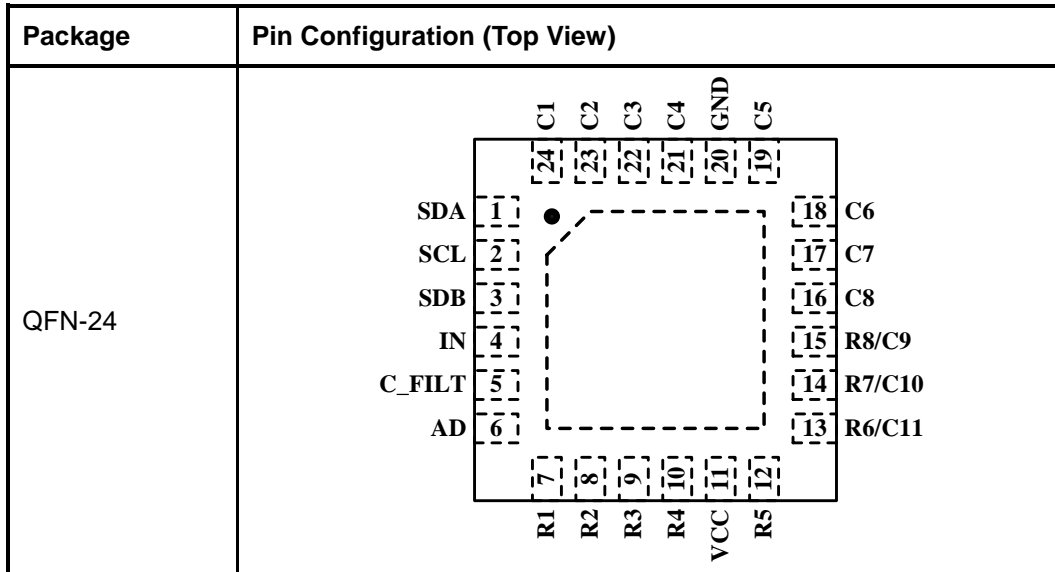 Package Pin Configuration (Top View)
QFN-24
C1 C2 C3 C4 GND C5
24 23 22 21 20 19
SDA 1 18 C6
SCL 2 17 C7
SDB 3 16 C8
IN 4 15 R8/C9
C_FILT 5 14 R7/C10
AD 6 13 R6/C11
7 8 9 10 11 12
R1 R2 R3 R4 VCC R5